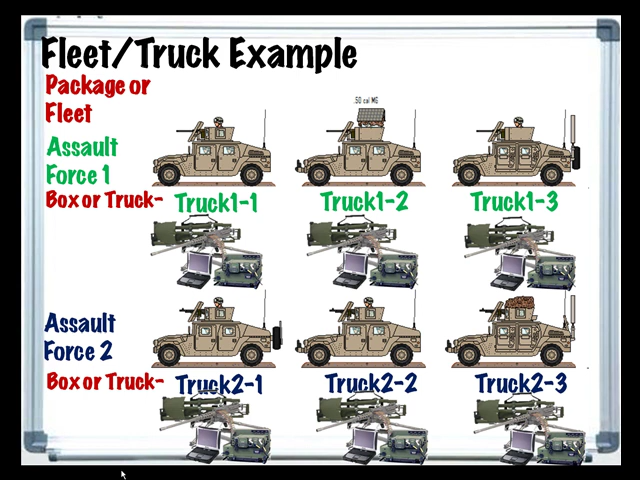 Fleet/Truck Example
Package or
Fleet
.50 cal MG
Assault
Force 1
Box or Truck- Truck1-1 Truck1-2 Truck1-3
Assault
Force 2
Box or Truck- Truck2-1 Truck2-2 Truck2-3